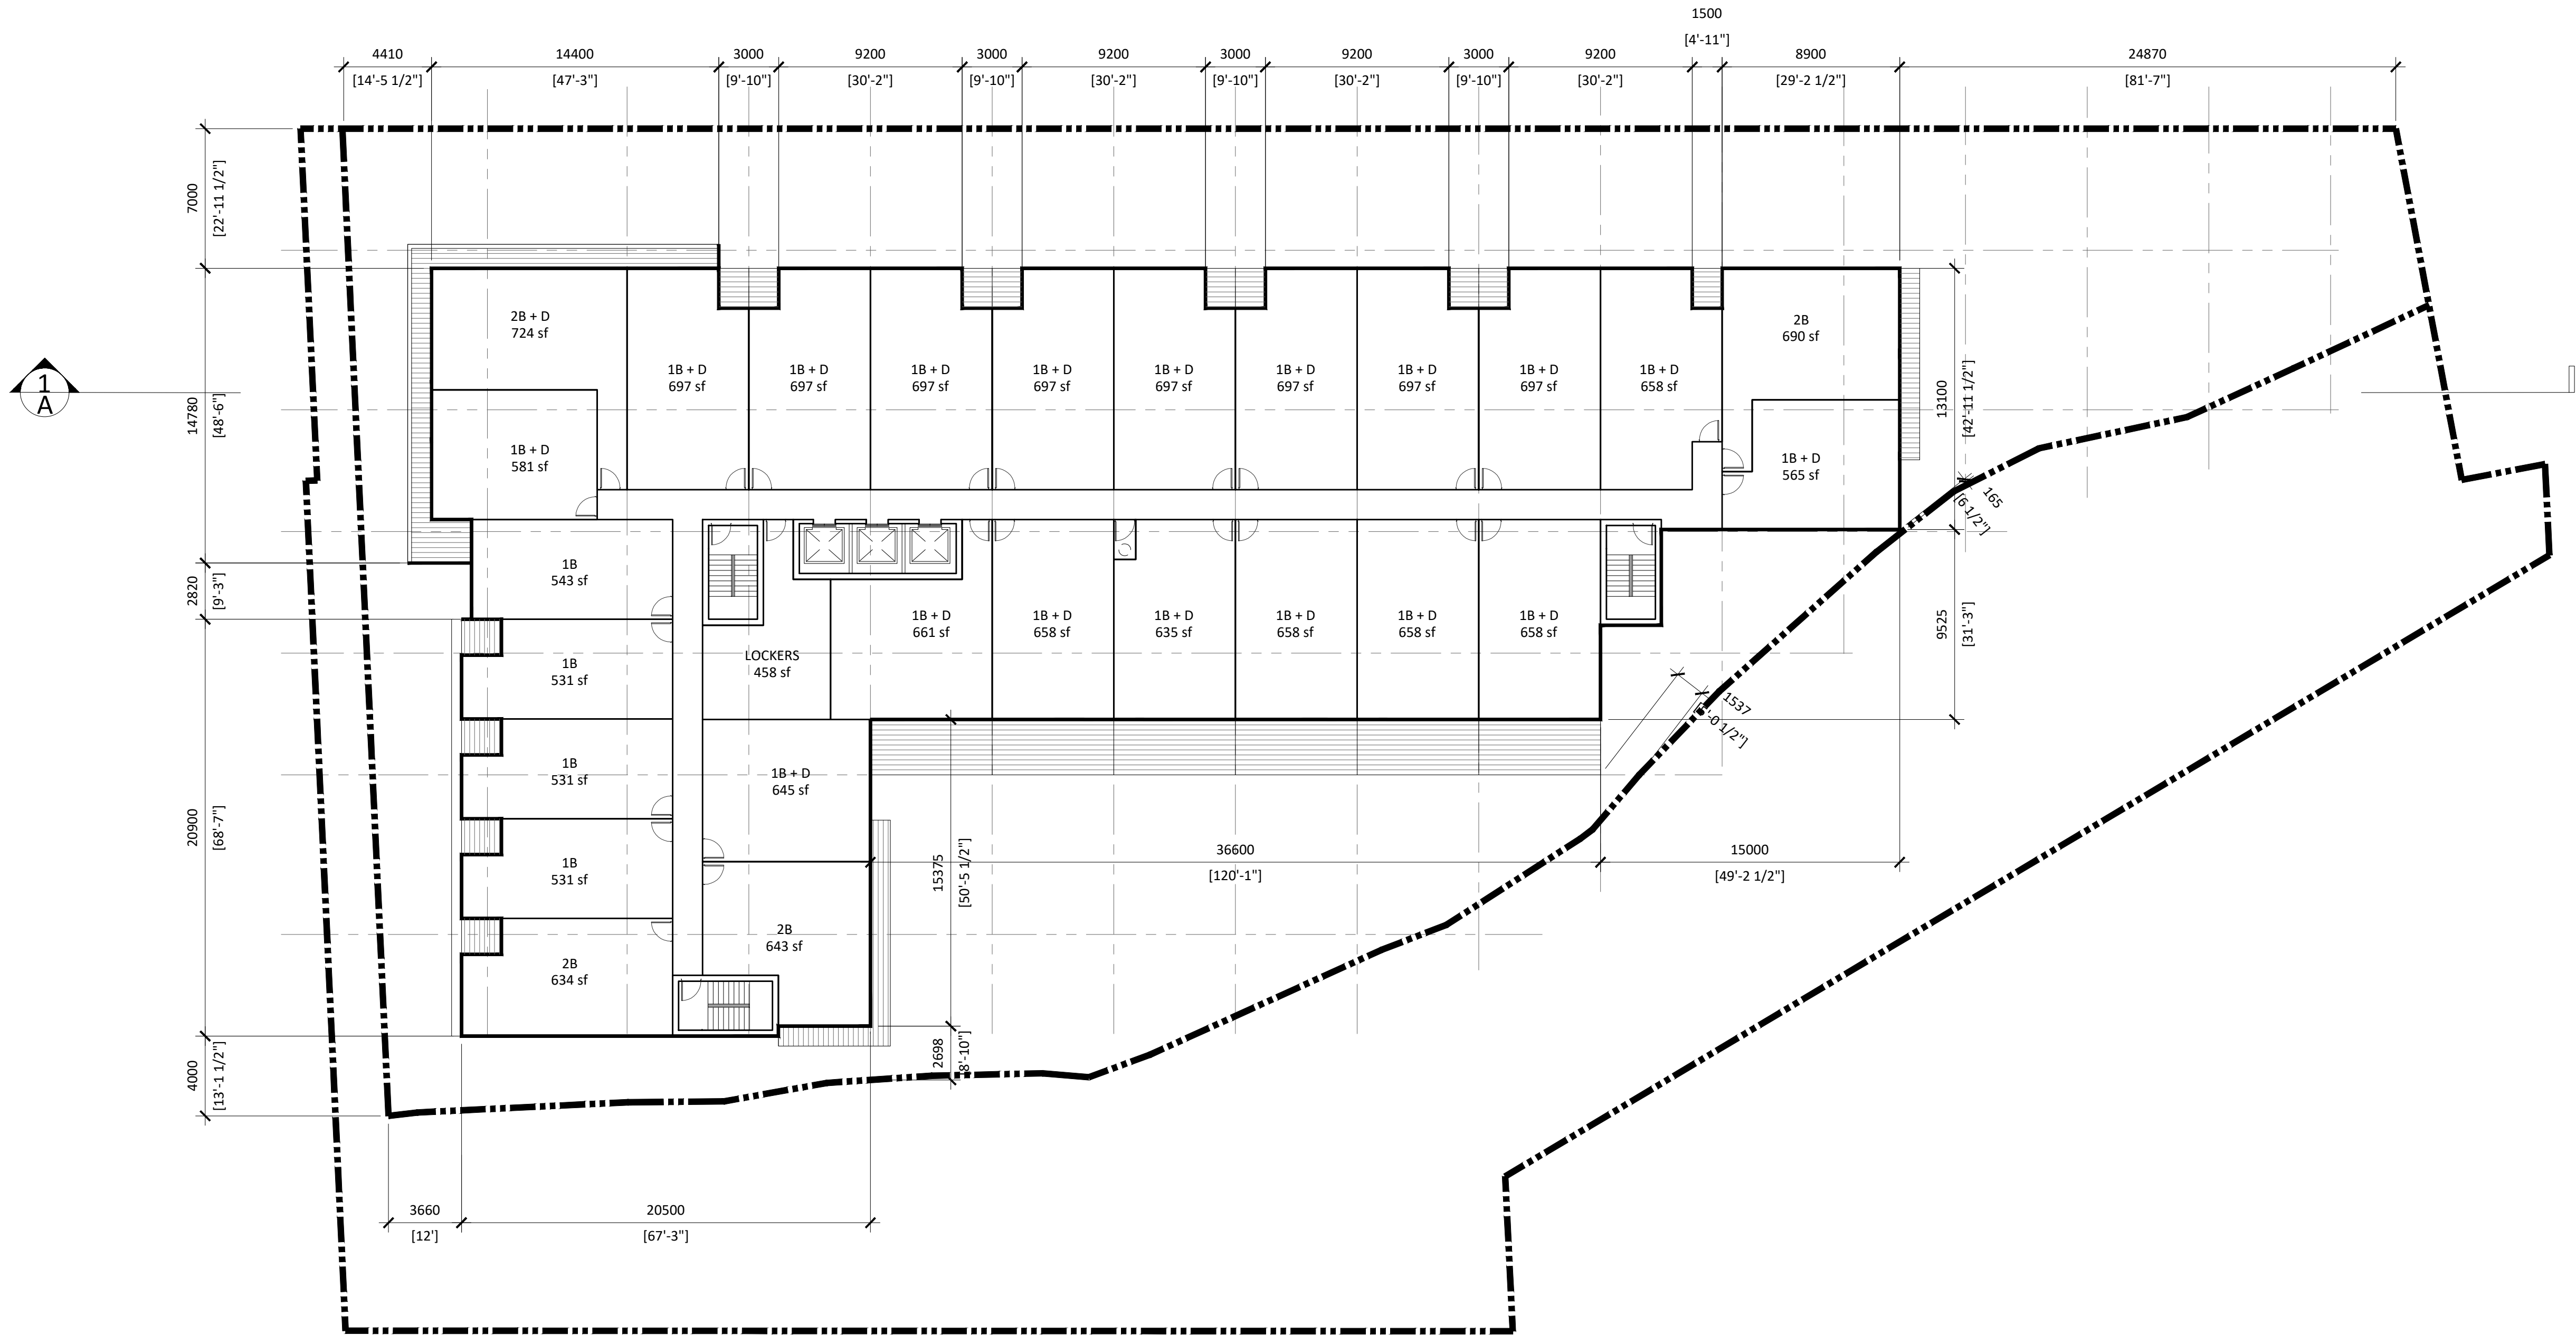 1500
[4'-11"]
4410
14400
3000
9200
3000
9200
3000
9200
3000
9200
8900
24870
[14'-5 1/2"]
[47'-3"]
[9'-10"]
[30'-2"]
[9'-10"]
[30'-2"]
[9'-10"]
[30'-2"]
[9'-10"]
[30'-2"]
[29'-2 1/2"]
[81'-7"]
7000
[22'-11 1/2"]
14780
[48'-6"]
2820
[9'-3"]
20900
[68'-7"]
4000
[13'-1 1/2"]
1
A
2B + D
724 sf
1B + D
697 sf
1B + D
697 sf
1B + D
697 sf
1B + D
697 sf
1B + D
697 sf
1B + D
697 sf
1B + D
697 sf
1B + D
697 sf
1B + D
658 sf
2B
690 sf
1B + D
581 sf
1B + D
565 sf
13100
[42'-11 1/2"]
165
[6 1/2"]
9525
[31'-3"]
1B
543 sf
1B + D
661 sf
1B + D
658 sf
1B + D
635 sf
1B + D
658 sf
1B + D
658 sf
1B + D
658 sf
LOCKERS
458 sf
1B
531 sf
1537
1B
531 sf
1B + D
645 sf
1B
531 sf
15375
[50'-5 1/2"]
36600
[120'-1"]
15000
[49'-2 1/2"]
2B
643 sf
2B
634 sf
2698
[8'-10"]
3660
[12']
20500
[67'-3"]